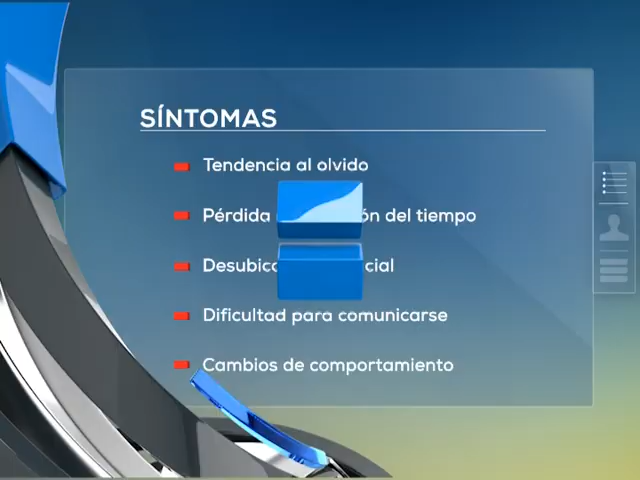 SÍNTOMAS
Tendencia al olvido
Pérdida del tiempo
Dificultad para comunicarse
Cambios de comportamiento